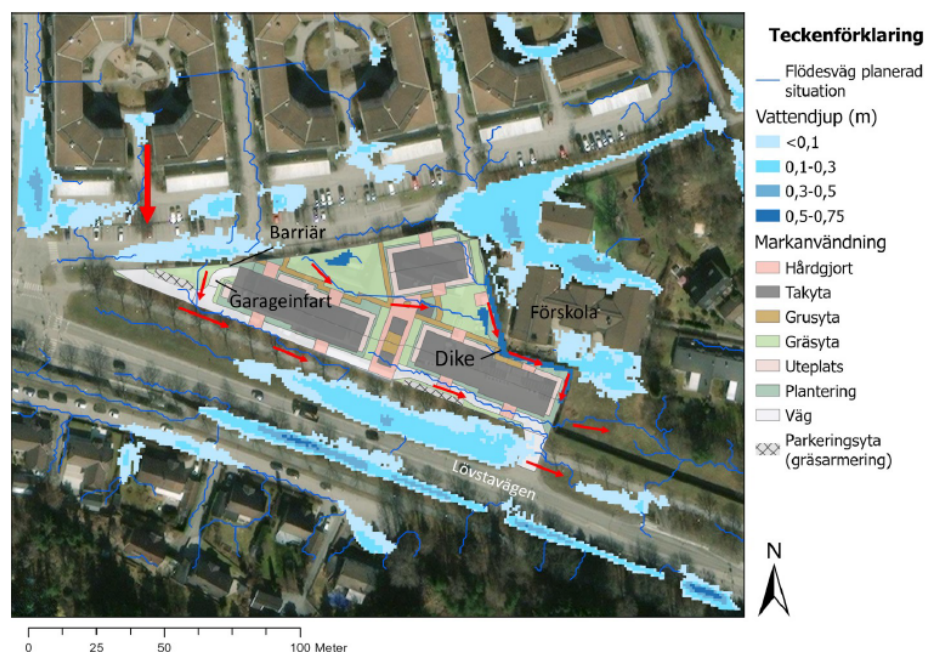 Teckenförklaring
Flödesväg planerad
situation
Vattendjup (m)
<0,1
0,1-0,3
0,3-0,5
0,5-0,75
Markanvändning
Hårdgjort
Takyta
Grusyta
Gräsyta
Uteplats
Plantering
Väg
Parkeringsyta
(gräsarmering)
Barriär
Garageinfart
Förskola
Dike
Lövstavägen
N
0 25 50 100 Meter